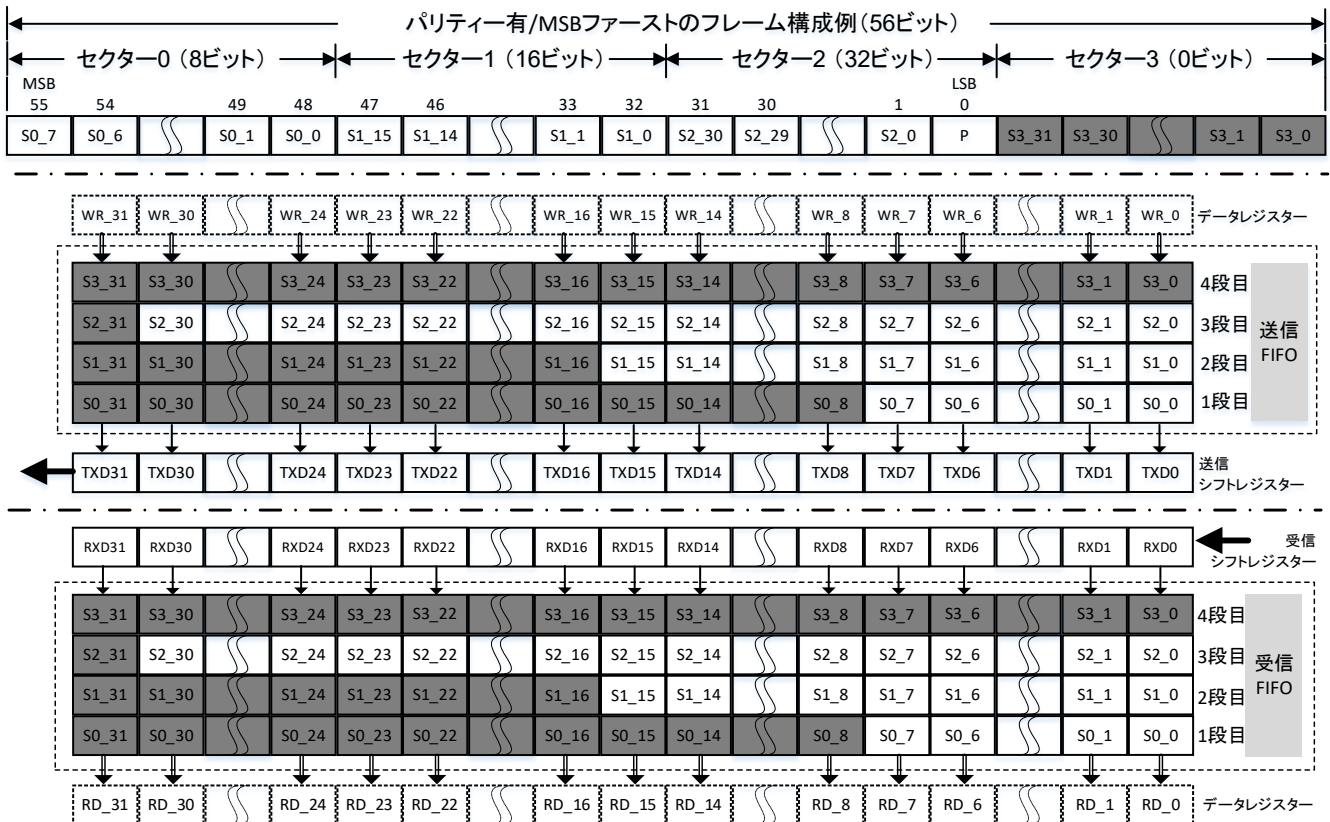 パリティー有/MSBファーストのフレーム構成例(56ビット)
セクター0 (8ビット) セクター1 (16ビット) セクター2 (32ビット) セクター3 (0ビット)
MSB LSB
55 54 49 48 47 46 33 32 31 30 1 0
S0_7 S0_6 S0_1 S0_0 S1_15 S1_14 S1_1 S1_0 S2_30 S2_29 S2_0 P S3_31 S3_30 S3_1 S3_0
WR_31 WR_30 WR_24 WR_23 WR_22 WR_16 WR_15 WR_14 WR_8 WR_7 WR_6 WR_1 WR_0 データレジスター
S3_31 S3_30 S3_24 S3_23 S3_22 S3_16 S3_15 S3_14 S3_8 S3_7 S3_6 S3_1 S3_0 4段目
S2_31 S2_30 S2_24 S2_23 S2_22 S2_16 S2_15 S2_14 S2_8 S2_7 S2_6 S2_1 S2_0 3段目
S1_31 S1_30 S1_24 S1_23 S1_22 S1_16 S1_15 S1_14 S1_8 S1_7 S1_6 S1_1 S1_0 2段目
S0_31 S0_30 S0_24 S0_23 S0_22 S0_16 S0_15 S0_14 S0_8 S0_7 S0_6 S0_1 S0_0 1段目
送信
FIFO
TXD31 TXD30 TXD24 TXD23 TXD22 TXD16 TXD15 TXD14 TXD8 TXD7 TXD6 TXD1 TXD0
送信
シフトレジスター
RXD31 RXD30 RXD24 RXD23 RXD22 RXD16 RXD15 RXD14 RXD8 RXD7 RXD6 RXD1 RXD0
受信
シフトレジスター
S3_31 S3_30 S3_24 S3_23 S3_22 S3_16 S3_15 S3_14 S3_8 S3_7 S3_6 S3_1 S3_0 4段目
S2_31 S2_30 S2_24 S2_23 S2_22 S2_16 S2_15 S2_14 S2_8 S2_7 S2_6 S2_1 S2_0 3段目
S1_31 S1_30 S1_24 S1_23 S1_22 S1_16 S1_15 S1_14 S1_8 S1_7 S1_6 S1_1 S1_0 2段目
S0_31 S0_30 S0_24 S0_23 S0_22 S0_16 S0_15 S0_14 S0_8 S0_7 S0_6 S0_1 S0_0 1段目
受信
FIFO
RD_31 RD_30 RD_24 RD_23 RD_22 RD_16 RD_15 RD_14 RD_8 RD_7 RD_6 RD_1 RD_0 データレジスター